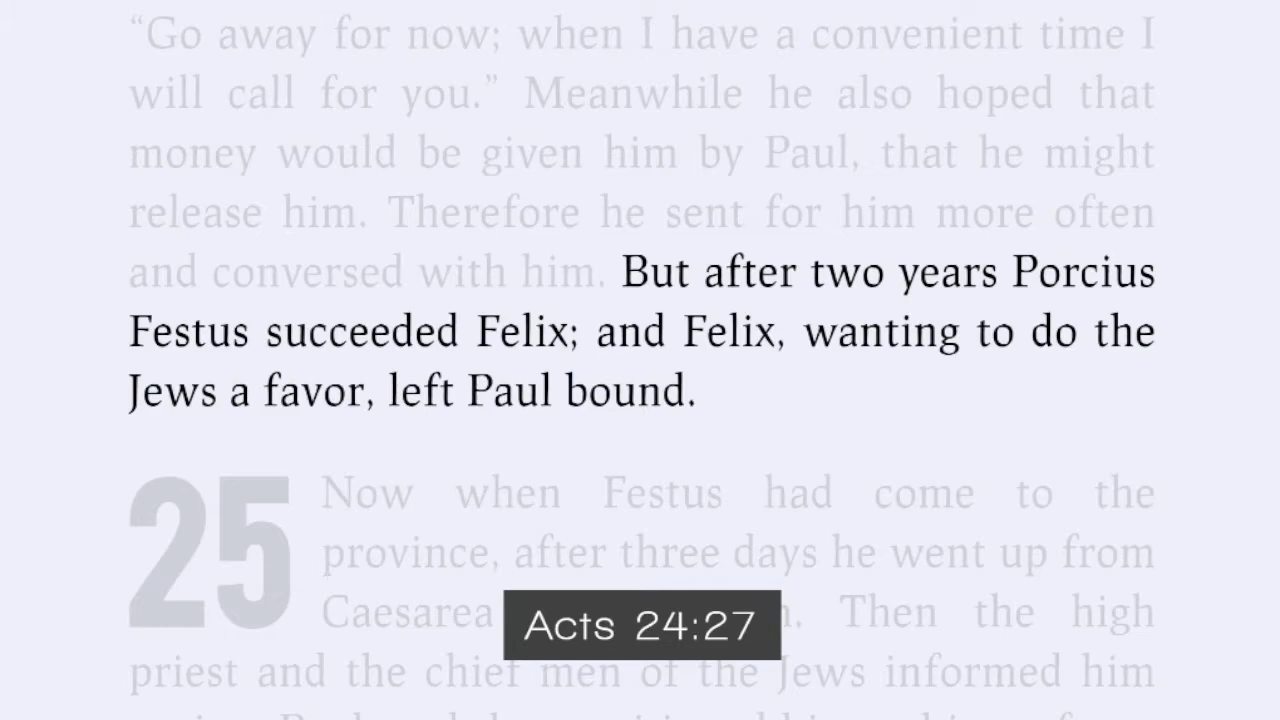 “Go away for now; when I have a convenient time I
will call for you.” Meanwhile he also hoped that
money would be given him by Paul, that he might
release him. Therefore he sent for him more often
and conversed with him. But after two years Porcius
Festus succeeded Felix; and Felix, wanting to do the
Jews a favor, left Paul bound.
25 Now when Festus had come to the
province, after three days he went up from
Caesarea Then the high
priest and the chief men of the Jews informed him
Acts 24:27